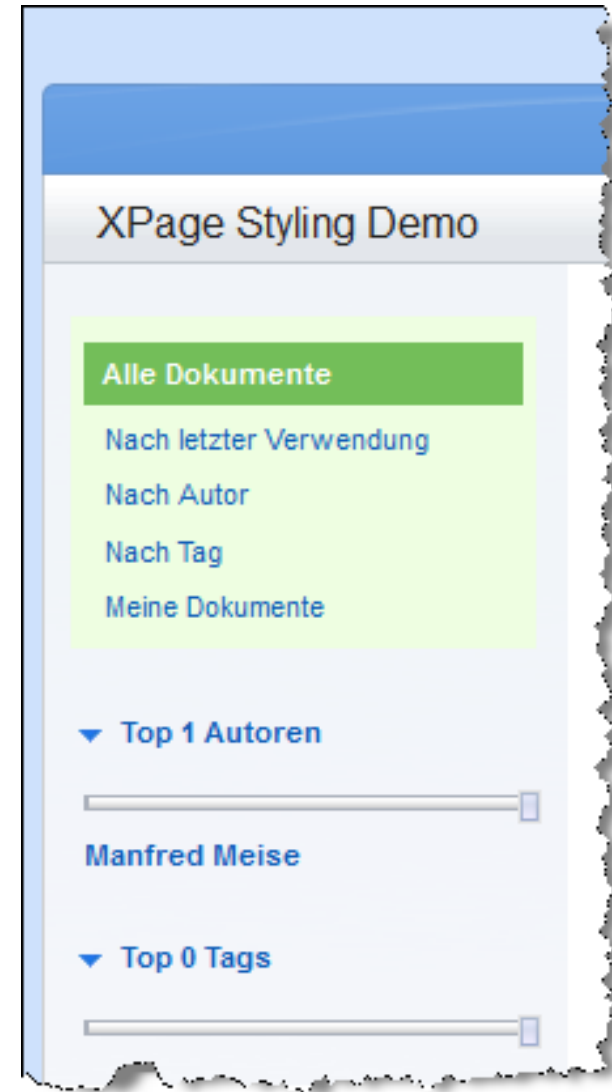 XPage Styling Demo
Alle Dokumente
Nach letzter Verwendung
Nach Autor
Nach Tag
Meine Dokumente
Top 1 Autoren
Manfred Meise
Top 0 Tags